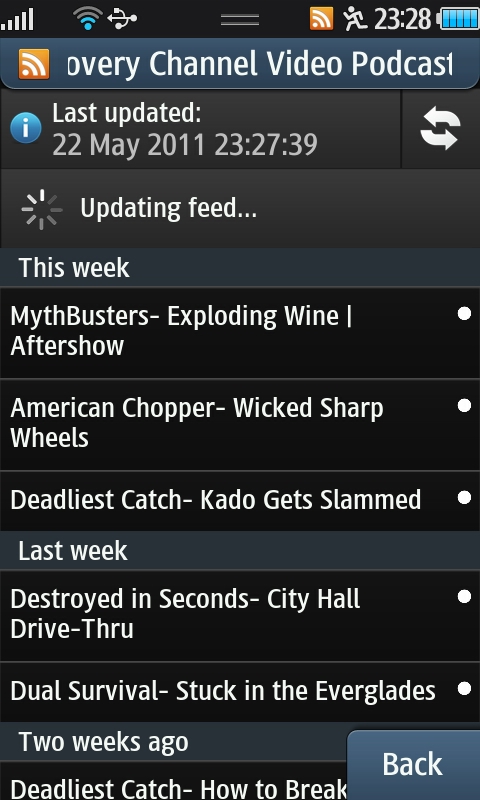 23:28
overy Channel Video Podcast
Last updated:
22 May 2011 23:27:39
Updating feed...
This week
MythBusters- Exploding Wine |
Aftershow
American Chopper- Wicked Sharp
Wheels
Deadliest Catch- Kado Gets Slammed
Last week
Destroyed in Seconds- City Hall
Drive-Thru
Dual Survival- Stuck in the Everglades
Two weeks ago
Deadliest Catch- How to Break
Back